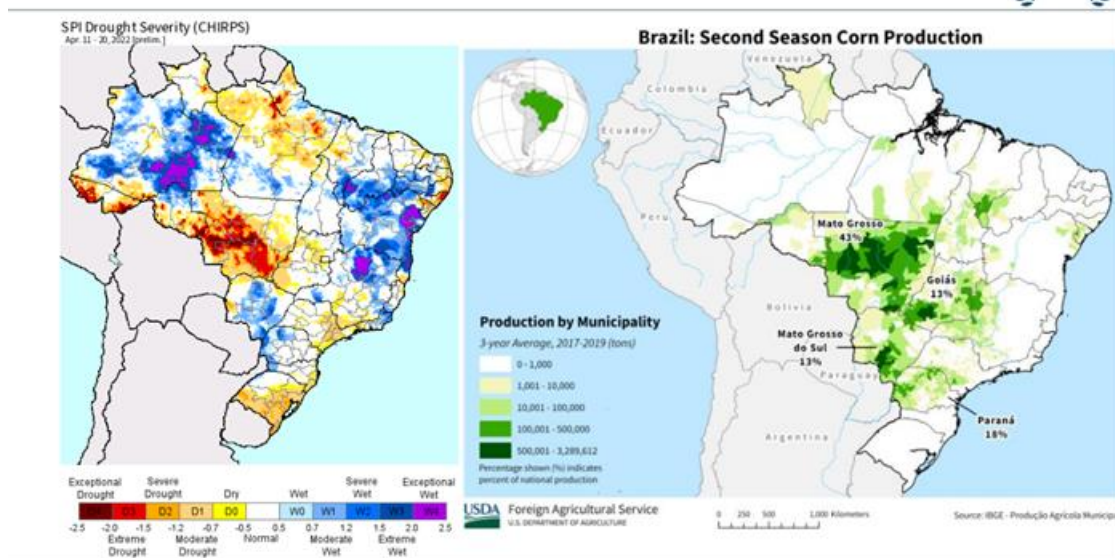 SPI Drought Severity (CHIRPS)
Apr. 11 - 20, 2022 [prelim.]
Exceptional Drought
Severe Drought
Dry
Wet
Severe Wet
Exceptional Wet
D3
D2
D1
D0
W0
W1
W2
W3
W4
-2.5 -2.0 -1.5 -1.2 -0.7 -0.5 0.5 0.7 1.2 1.5 2.0 2.5
Extreme Drought
Moderate Drought
Normal
Moderate Wet
Extreme Wet
Brazil: Second Season Corn Production
Venezuela
Colombia
Ecuador
Peru
Bolivia
Paraguay
Argentina
Mato Grosso
43%
Goiás
13%
Mato Grosso
do Sul
13%
Paraná
18%
Production by Municipality
3-year Average, 2017-2019 (tons)
0 - 1,000
1,001 - 10,000
10,001 - 100,000
100,001 - 500,000
500,001 - 3,289,612
Percentage shown (%) indicates
percent of national production
USDA Foreign Agricultural Service
U.S. DEPARTMENT OF AGRICULTURE
0 250 500 1,000 Kilometers
Source: IBGE - Produção Agrícola Municipa